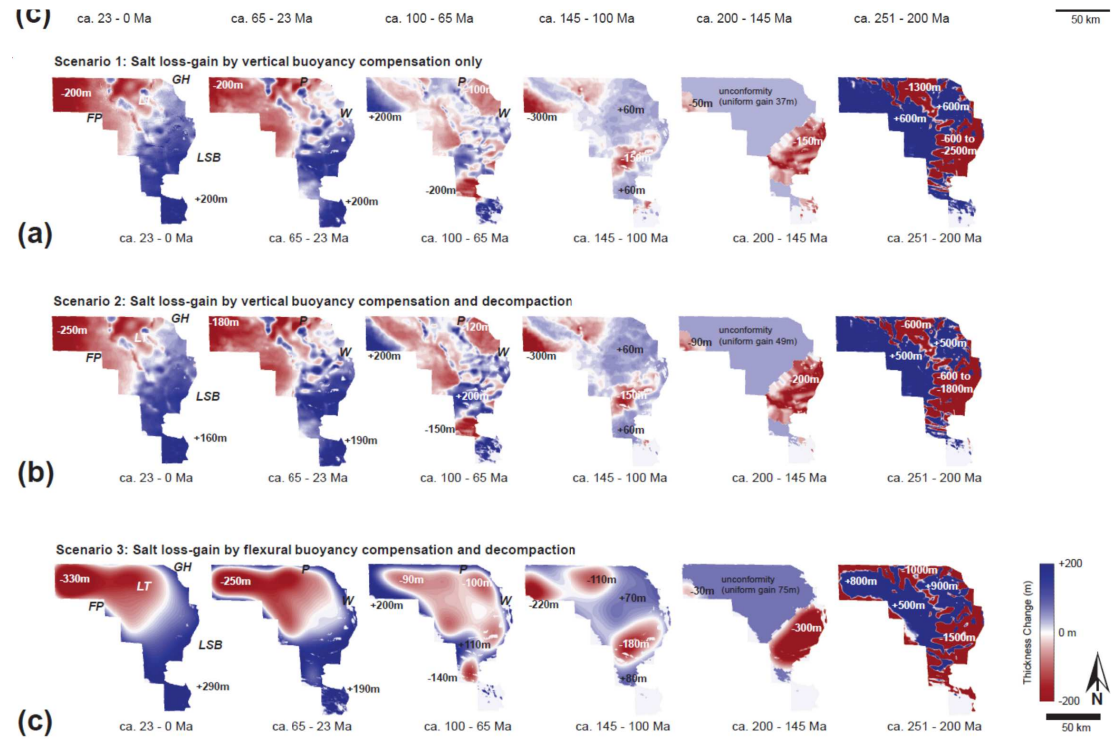 (c) ca. 23 - 0 Ma ca. 65 - 23 Ma ca. 100 - 65 Ma ca. 145 - 100 Ma ca. 200 - 145 Ma ca. 251 - 200 Ma 50 km
Scenario 1: Salt loss-gain by vertical buoyancy compensation only
GH P
-200m LT FP LSB +200m
W +200m
+200m -100m P W -200m
-300m +60m -150m +60m
-50m unconformity
(uniform gain 37m)
-150m
-1300m +600m +600m
-600 to
-2500m
(a)
ca. 23 - 0 Ma ca. 65 - 23 Ma ca. 100 - 65 Ma ca. 145 - 100 Ma ca. 200 - 145 Ma ca. 251 - 200 Ma
Scenario 2: Salt loss-gain by vertical buoyancy compensation and decompaction
GH P
-250m LT FP LSB +160m
-180m W +190m
+200m -120m P W +200m -150m
-300m +60m -150m +60m
-90m unconformity
(uniform gain 49m)
-200m
-600m +500m +500m
-600 to
-1800m
(b)
ca. 23 - 0 Ma ca. 65 - 23 Ma ca. 100 - 65 Ma ca. 145 - 100 Ma ca. 200 - 145 Ma ca. 251 - 200 Ma
Scenario 3: Salt loss-gain by flexural buoyancy compensation and decompaction
GH P
-330m LT FP LSB +290m
-250m W +190m
-90m P -100m +200m W +110m -140m
-110m -220m +70m -180m +80m
-30m unconformity
(uniform gain 75m)
-300m
+800m -1000m +900m +500m -1500m
+200
0 m
-200
Thickness Change (m)
N
50 km
(c)
ca. 23 - 0 Ma ca. 65 - 23 Ma ca. 100 - 65 Ma ca. 145 - 100 Ma ca. 200 - 145 Ma ca. 251 - 200 Ma